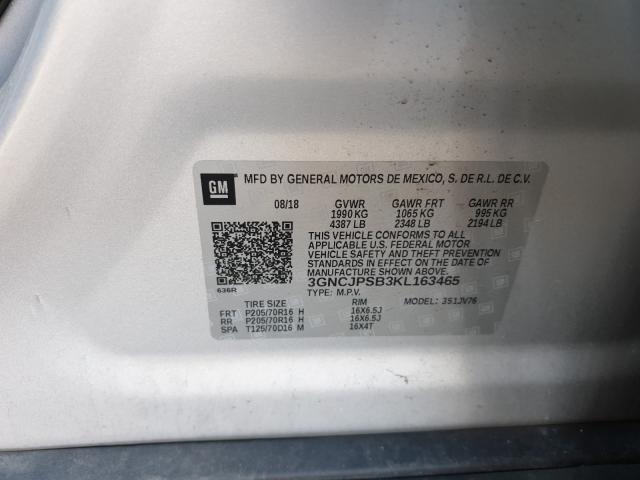 GM MFD BY GENERAL MOTORS DE MEXICO, S. DE R.L. DE C.V.
08/18 GVWR GAWR FRT GAWR RR
1990 KG 1065 KG 995 KG
4387 LB 2348 LB 2194 LB
THIS VEHICLE CONFORMS TO ALL
APPLICABLE U.S. FEDERAL MOTOR
VEHICLE SAFETY AND THEFT PREVENTION
STANDARDS IN EFFECT ON THE DATE OF
MANUFACTURE SHOWN ABOVE.
3GNCJPSB3KL163465
636R TYPE: M.P.V.
TIRE SIZE RIM MODEL: 3S1JV76
FRT P205/70R16 H 16X6.5J
RR P205/70R16 H 16X6.5J
SPA T125/70D16 M 16X4T